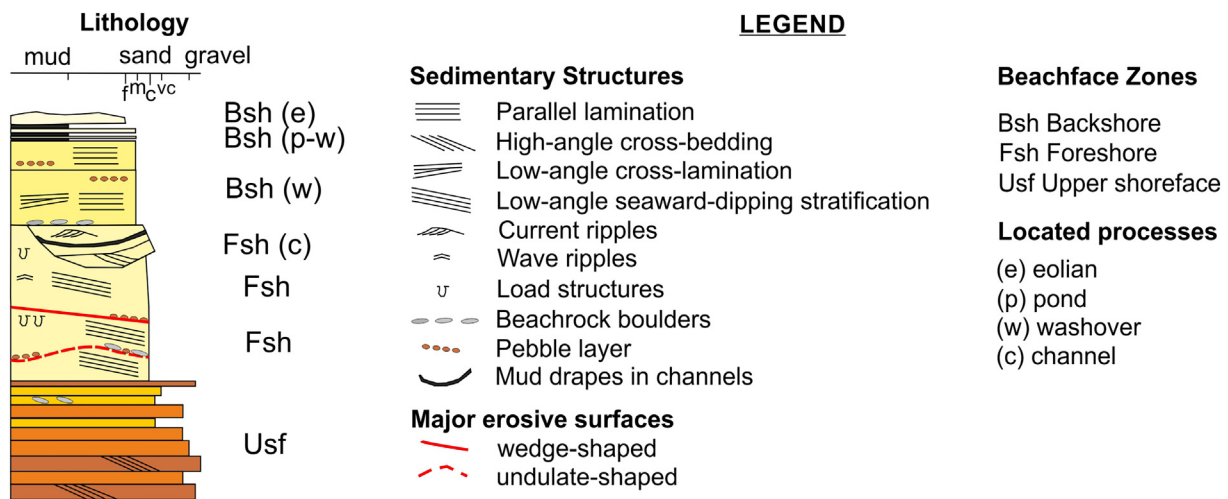 Lithology
mud sand gravel
f m c vc
Bsh (e)
Bsh (p-w)
Bsh (w)
Fsh (c)
Fsh
Fsh
Usf
LEGEND
Sedimentary Structures
Parallel lamination
High-angle cross-bedding
Low-angle cross-lamination
Low-angle seaward-dipping stratification
Current ripples
Wave ripples
Load structures
Beachrock boulders
Pebble layer
Mud drapes in channels
Major erosive surfaces
wedge-shaped
undulate-shaped
Beachface Zones
Bsh Backshore
Fsh Foreshore
Usf Upper shoreface
Located processes
(e) eolian
(p) pond
(w) washover
(c) channel